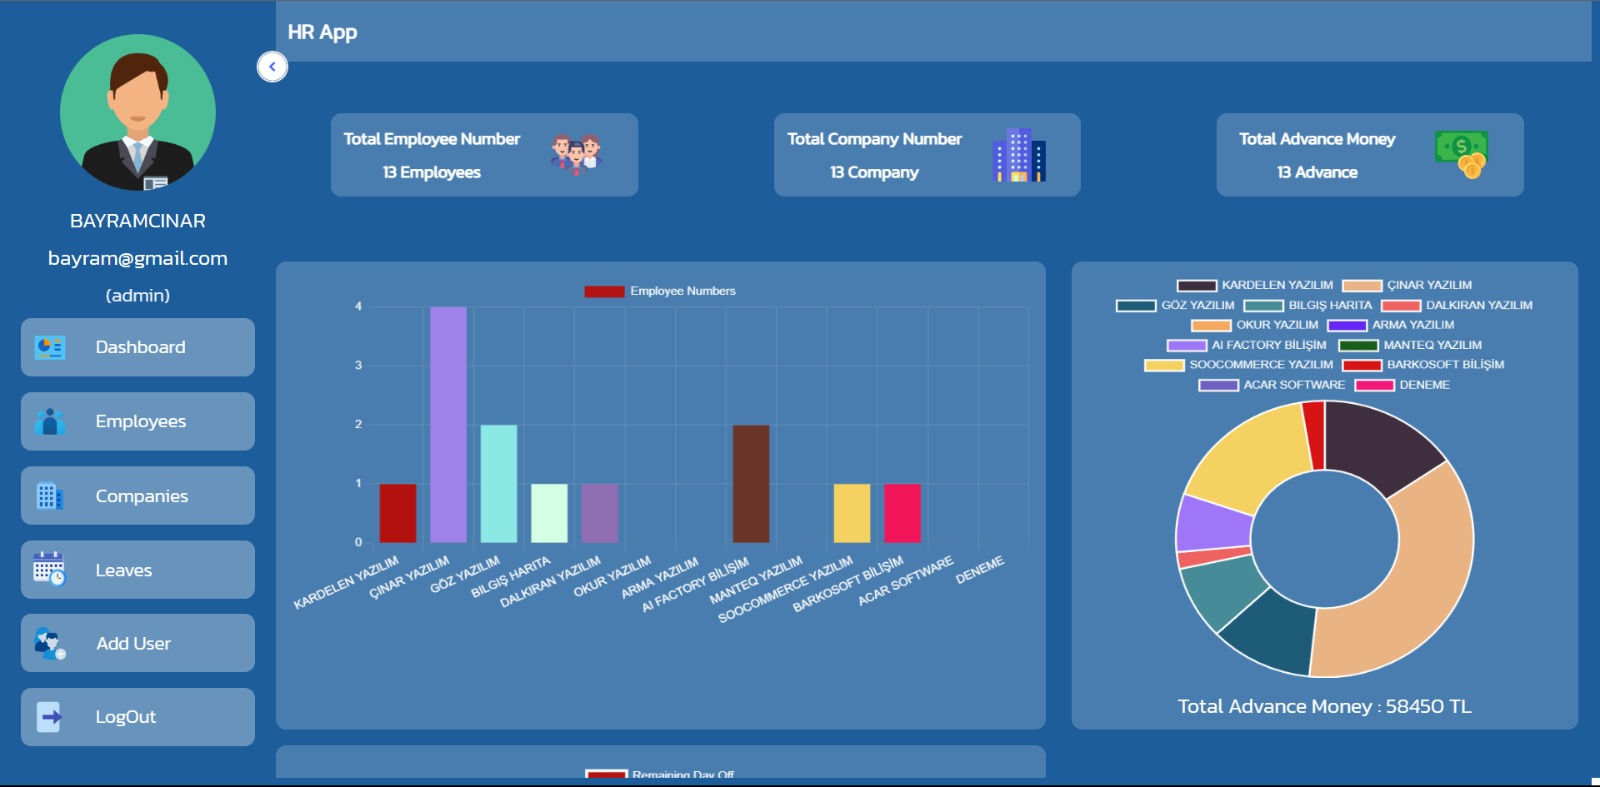 HR App
BAYRAMCINAR
bayram@gmail.com
(admin)
Dashboard
Employees
Companies
Leaves
Add User
LogOut
Total Employee Number
13 Employees
Total Company Number
13 Company
Total Advance Money
13 Advance
Employee Numbers
4
3
2
1
0
KARDELEN YAZILIM
ÇINAR YAZILIM
GÖZ YAZILIM
BILGIŞ HARITA
DALKIRAN YAZILIM
OKUR YAZILIM
ARMA YAZILIM
AI FACTORY BİLİŞİM
MANTEQ YAZILIM
SOOCOMMERCE YAZILIM
BARKOSOFT BİLİŞİM
ACAR SOFTWARE
DENEME
KARDELEN YAZILIM ÇINAR YAZILIM
GÖZ YAZILIM BILGIŞ HARITA DALKIRAN YAZILIM
OKUR YAZILIM ARMA YAZILIM
AI FACTORY BİLİŞİM MANTEQ YAZILIM
SOOCOMMERCE YAZILIM BARKOSOFT BİLİŞİM
ACAR SOFTWARE DENEME
Total Advance Money : 58450 TL
Remaining Day Off